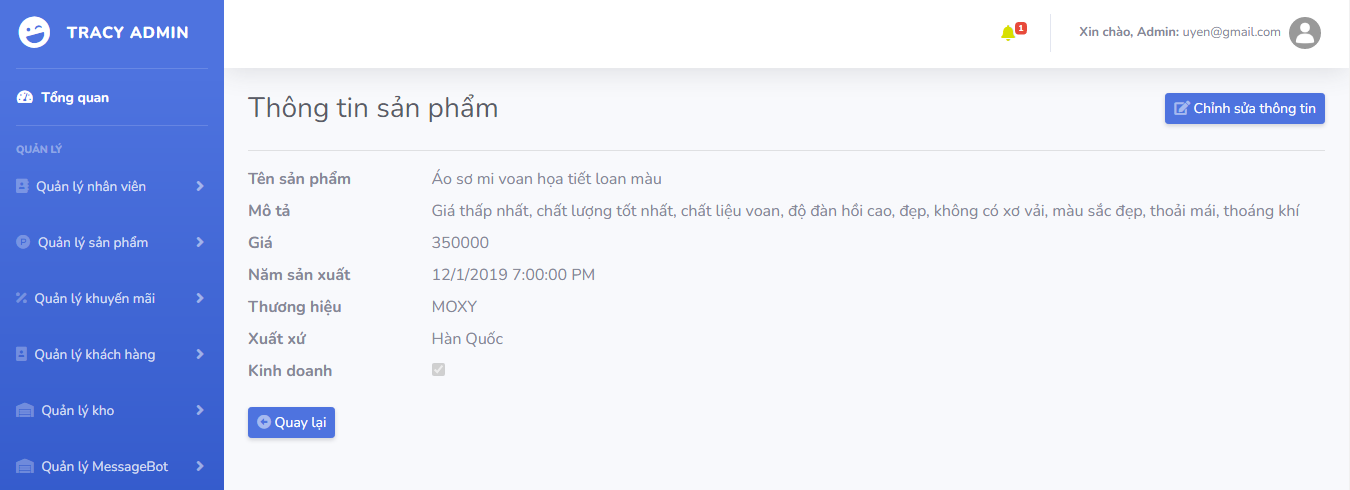 TRACY ADMIN
1
Xin chào, Admin: uyen@gmail.com
Tổng quan
QUẢN LÝ
Quản lý nhân viên
P
Quản lý sản phẩm
Quản lý khuyến mãi
Quản lý khách hàng
Quản lý kho
Quản lý MessageBot
Thông tin sản phẩm
Chỉnh sửa thông tin
Tên sản phẩm Áo sơ mi voan họa tiết loan màu
Mô tả Giá thấp nhất, chất lượng tốt nhất, chất liệu voan, độ đàn hồi cao, đẹp, không có xơ vải, màu sắc đẹp, thoải mái, thoáng khí
Giá 350000
Năm sản xuất 12/1/2019 7:00:00 PM
Thương hiệu MOXY
Xuất xứ Hàn Quốc
Kinh doanh
Quay lại